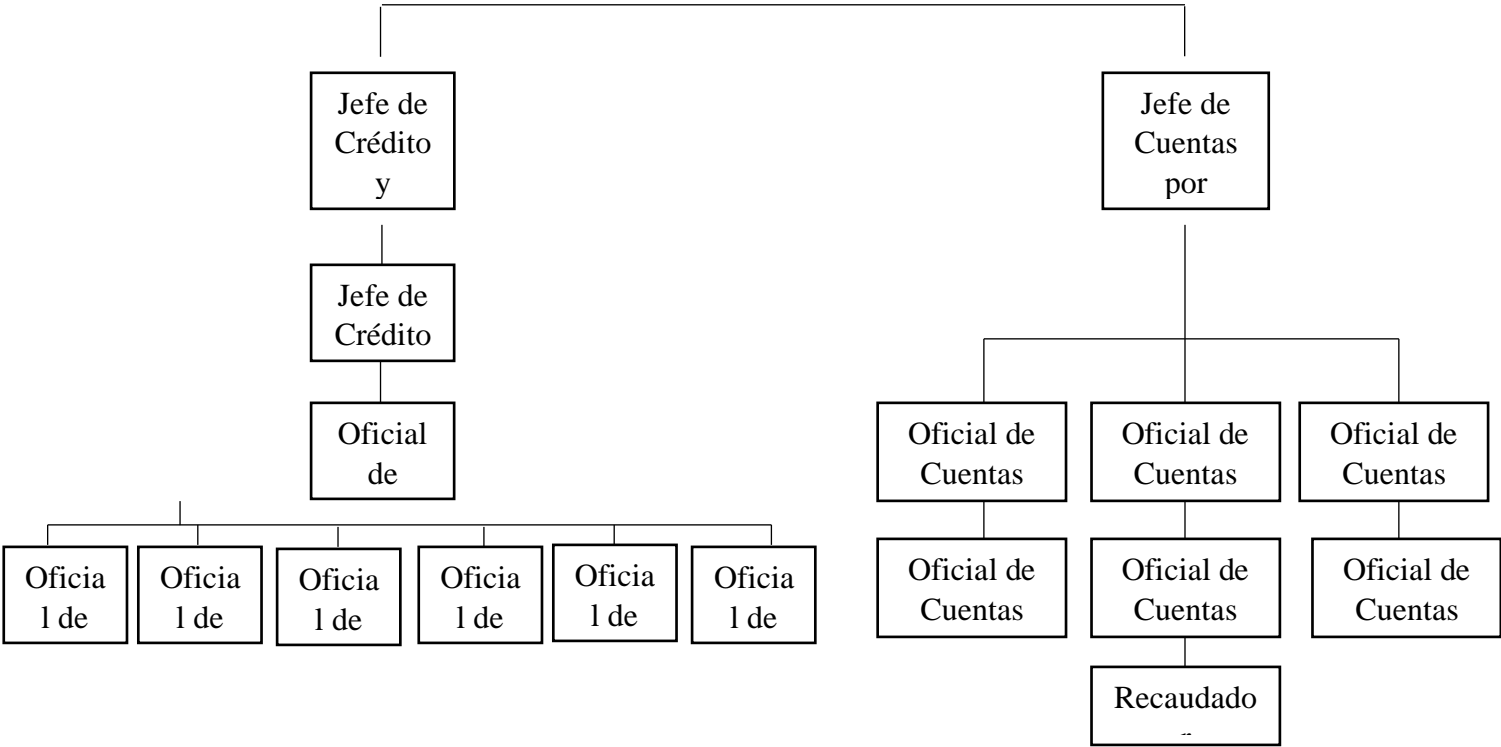 Jefe de
Crédito
y
Jefe de
Cuentas
por
Jefe de
Crédito
Oficial
de
Oficial de
Cuentas
Oficial de
Cuentas
Oficial de
Cuentas
Oficia
l de
Oficia
l de
Oficia
l de
Oficia
l de
Oficia
l de
Oficia
l de
Oficial de
Cuentas
Oficial de
Cuentas
Oficial de
Cuentas
Recaudado